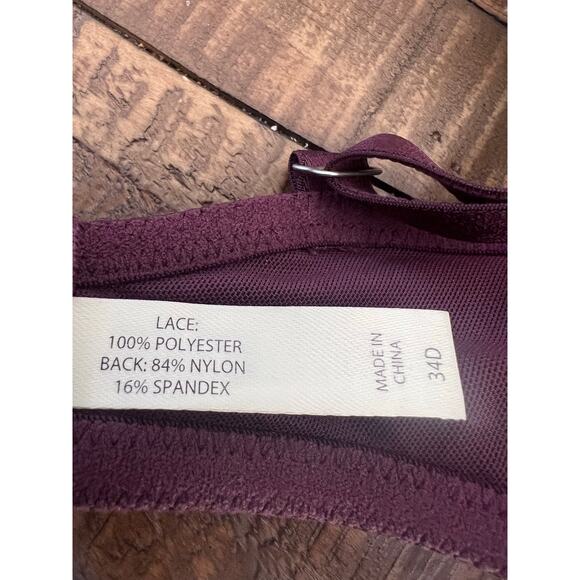 LACE:
100% POLYESTER
BACK: 84% NYLON
16% SPANDEX
MADE IN
CHINA
34D